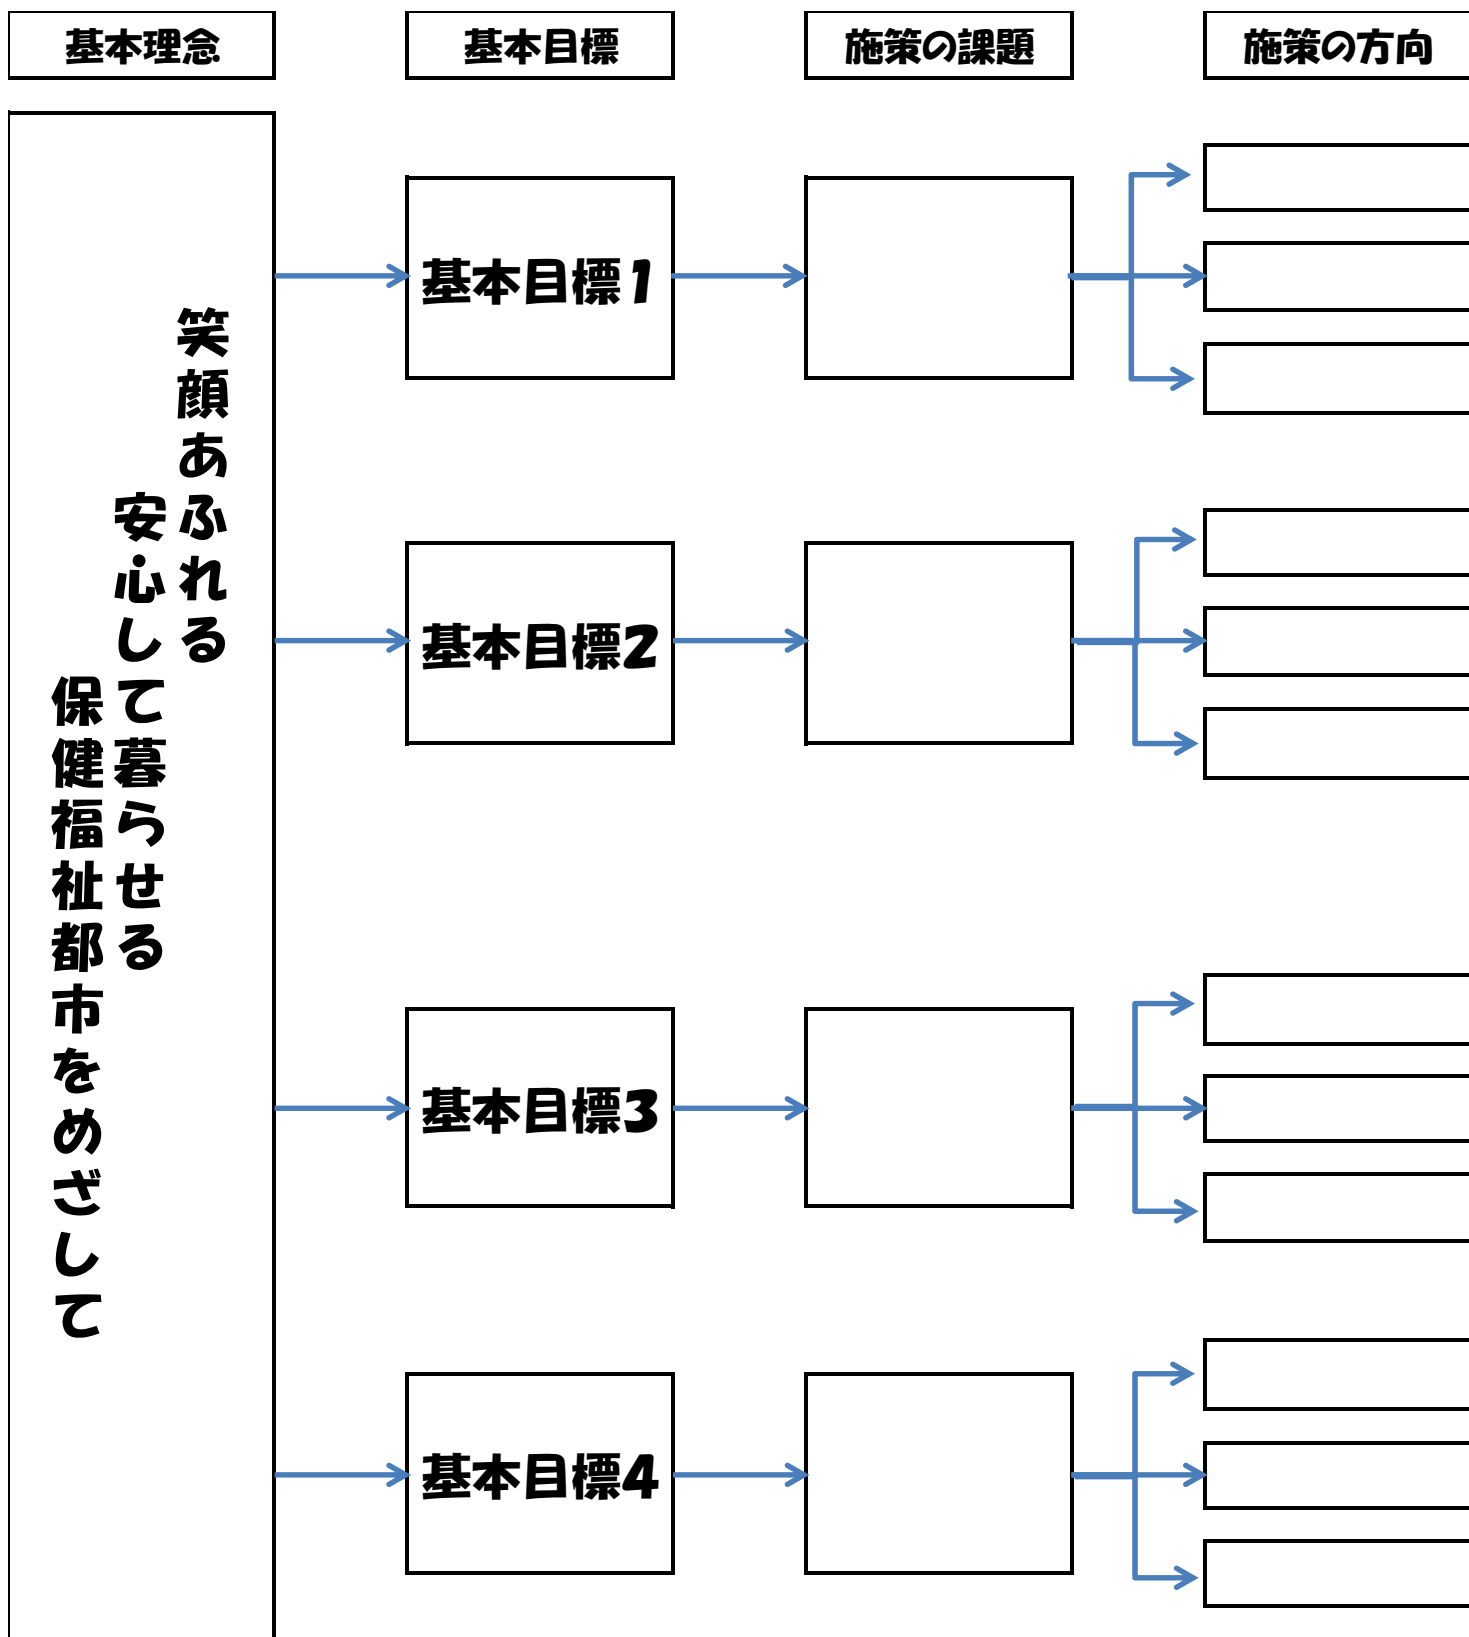 基本理念
基本目標
施策の課題
施策の方向
笑顔あふれる
安心して暮らせる
保健福祉都市をめざして
基本目標1
基本目標2
基本目標3
基本目標4